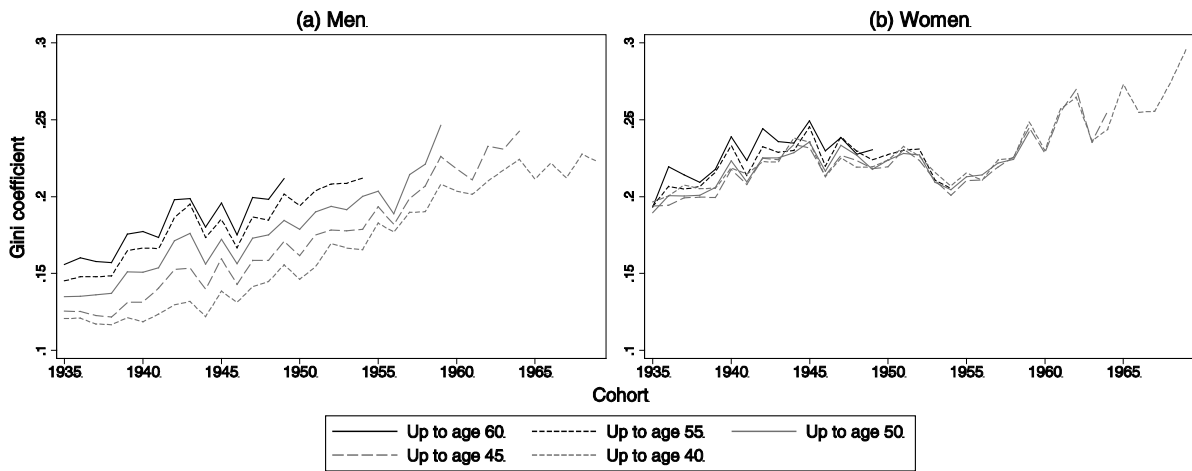 (a) Men.
(b) Women.
Gini coefficient
.3
.25
.2
.15
.1
.3
.25
.2
.15
.1
1935. 1940. 1945. 1950. 1955. 1960. 1965.
1935. 1940. 1945. 1950. 1955. 1960. 1965.
Cohort
Up to age 60. Up to age 55. Up to age 50.
Up to age 45. Up to age 40.